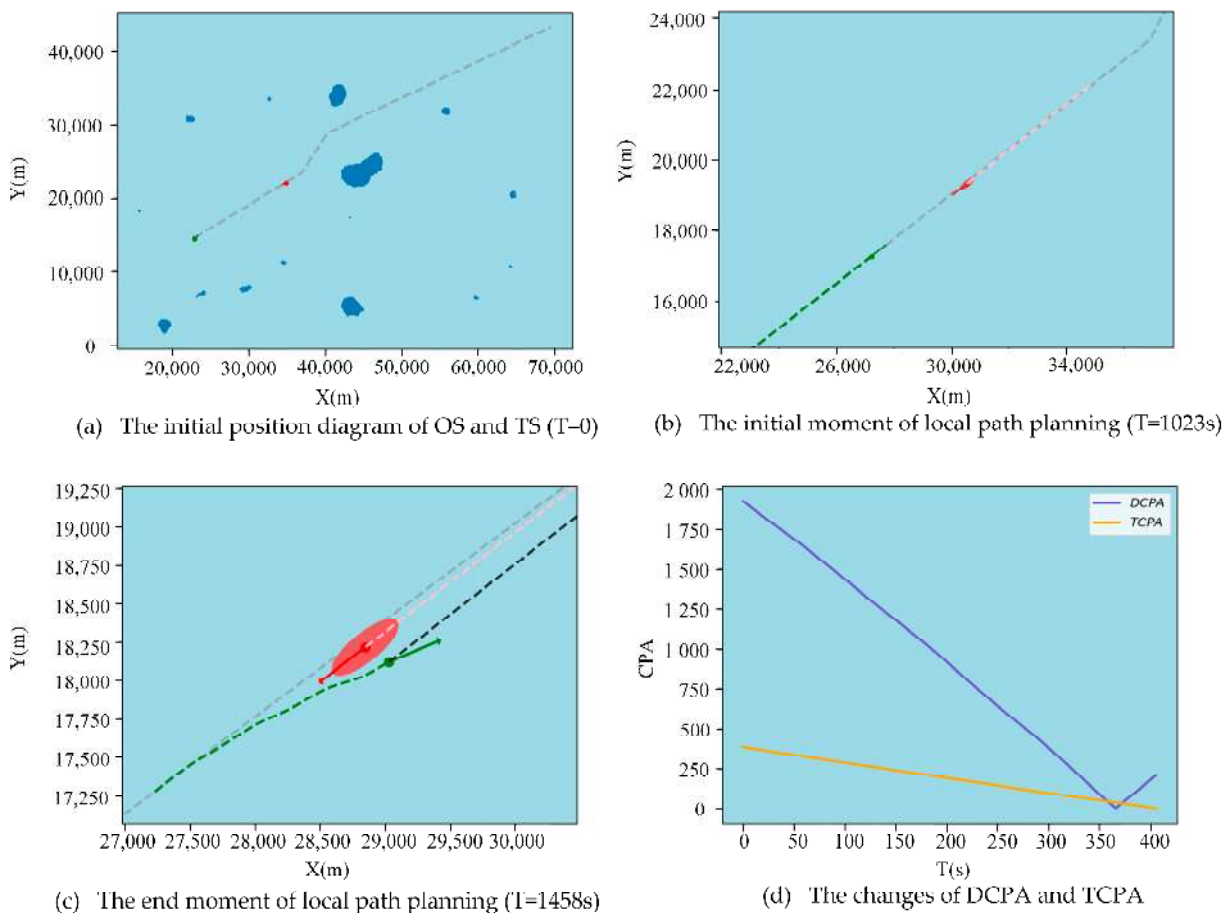 40,000
30,000
20,000
10,000
0
Y(m)
20,000 30,000 40,000 50,000 60,000 70,000
X(m)
(a) The initial position diagram of OS and TS (T–0)
24,000
22,000
20,000
18,000
16,000
Y(m)
22,000 26,000 30,000 34,000
X(m)
(b) The initial moment of local path planning (T=1023s)
19,250
19,000
18,750
18,500
18,250
18,000
17,750
17,500
17,250
Y(m)
27,000 27,500 28,000 28,500 29,000 29,500 30,000
X(m)
(c) The end moment of local path planning (T=1458s)
2 000
1 750
1 500
1 250
1 000
750
500
250
0
CPA
DCPA
TCPA
0 50 100 150 200 250 300 350 400
T(s)
(d) The changes of DCPA and TCPA